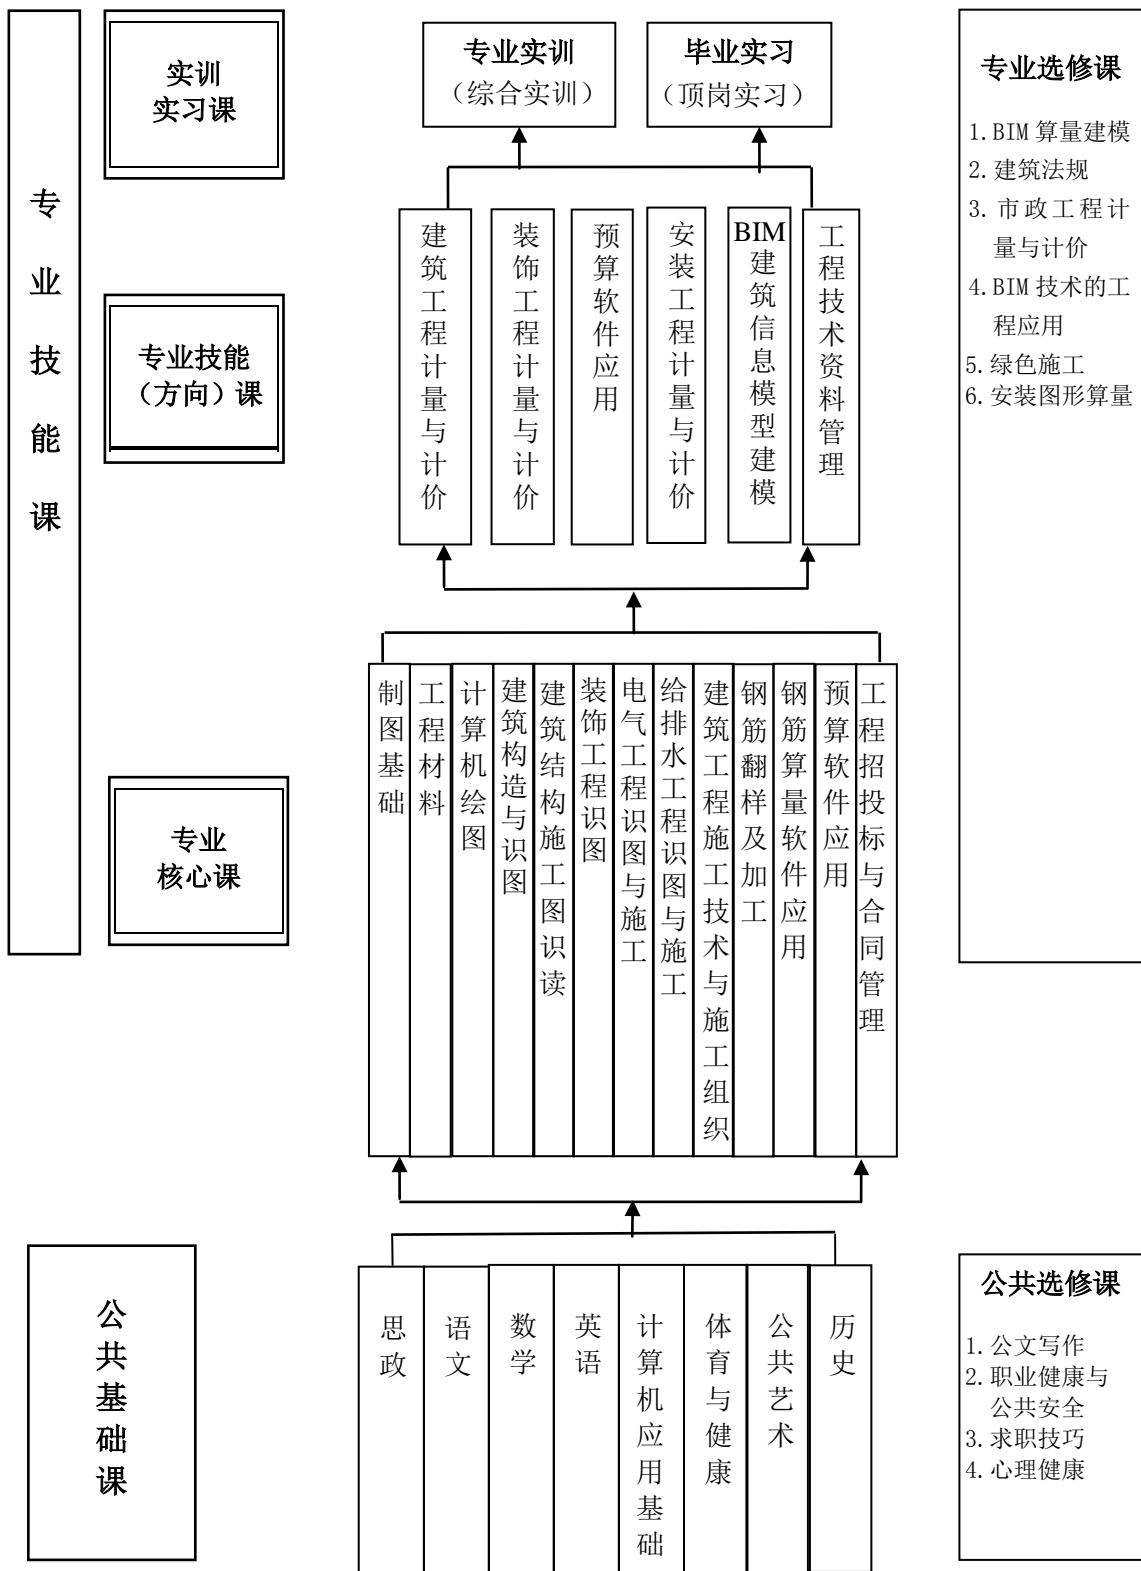 专业技能课
实训
实习课
专业实训
（综合实训）
毕业实习
（顶岗实习）
专业选修课
1. BIM 算量建模
2. 建筑法规
3. 市政工程计
量与计价
4. BIM 技术的工
程应用
5. 绿色施工
6. 安装图形算量
专业技能
（方向）课
建筑工程计量与计价
装饰工程计量与计价
预算软件应用
安装工程计量与计价
BIM建筑信息模型建模
工程技术资料管理
专业
核心课
制图基础
工程材料
计算机绘图
建筑构造与识图
建筑结构施工图识读
装饰工程识图
电气工程识图与施工
给排水工程识图与施工
建筑工程施工技术与施工组织
钢筋翻样及加工
钢筋算量软件应用
预算软件应用
工程招投标与合同管理
公共基础课
思政
语文
数学
英语
计算机应用基础
体育与健康
公共艺术
历史
公共选修课
1. 公文写作
2. 职业健康与
公共安全
3. 求职技巧
4. 心理健康